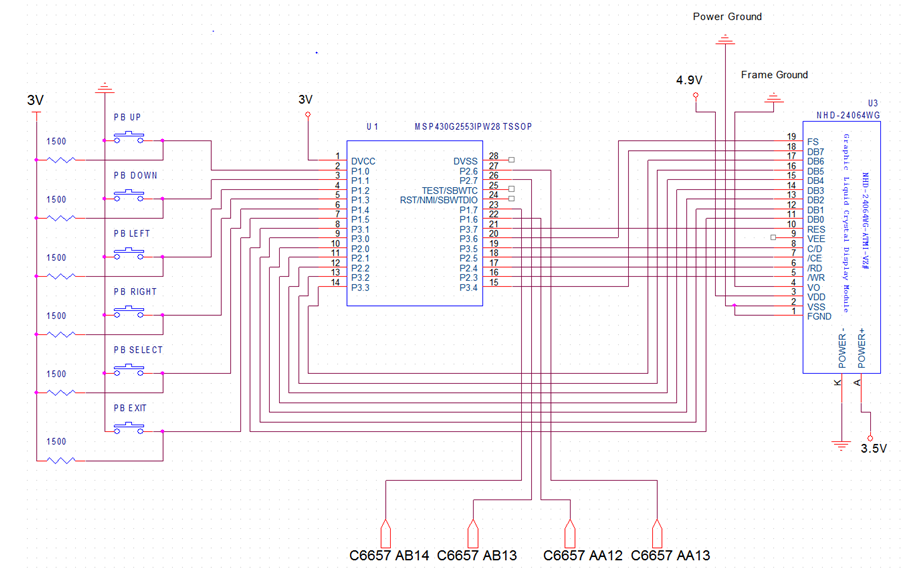 Power Ground
Frame Ground
4.9V
3V
3V
U1
MSP430G2553IPW28 TSSOP
U3
NHD-24064WG
PB UP
1500
PB DOWN
1500
PB LEFT
1500
PB RIGHT
1500
PB SELECT
1500
PB EXIT
1500
1 DVCC
2 P1.0
3 P1.1
4 P1.2
5 P1.3
6 P1.4
7 P1.5
8 P3.1
9 P3.0
10 P2.0
11 P2.1
12 P2.2
13 P3.2
14 P3.3
DVSS 28
P2.6 27
P2.7 26
TEST/SBWTC 25
RST/NMI/SBWTDIO 24
P1.7 23
P1.6 22
P3.7 21
P3.6 20
P3.5 19
P2.5 18
P2.4 17
P2.3 16
P3.4 15
19 FS
18 DB7
17 DB6
16 DB5
15 DB4
14 DB3
13 DB2
12 DB1
11 DB0
10 RES
9 VEE
8 C/D
7 /CE
6 /RD
5 /WR
4 VO
3 VDD
2 VSS
1 FGND
Graphic Liquid Crystal Display Module
NHD-24064WG-ATMI-VZ#
POWER -
POWER+
K
A
3.5V
C6657 AB14
C6657 AB13
C6657 AA12
C6657 AA13